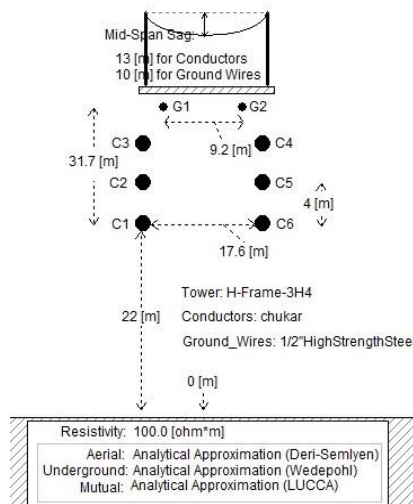 Mid-Span Sag:
13 [m] for Conductors
10 [m] for Ground Wires
G1 G2
C3 9.2 [m] C4
31.7 [m]
C2 C5
4 [m]
C1 C6
17.6 [m]
Tower: H-Frame-3H4
22 [m] Conductors: chukar
Ground_Wires: 1/2"HighStrengthStee
0 [m]
Resistivity: 100.0 [ohm*m]
Aerial: Analytical Approximation (Deri-Semlyen)
Underground: Analytical Approximation (Wedepohl)
Mutual: Analytical Approximation (LUCCA)